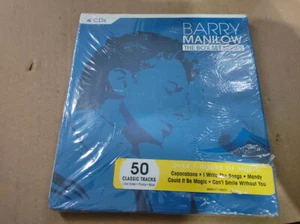 4 CDs
BARRY
MANILOW
THE BOX SET SERIES
50
CLASSIC TRACKS
Copacabana • I Write The Songs • Mandy
Could It Be Magic • Can't Smile Without You